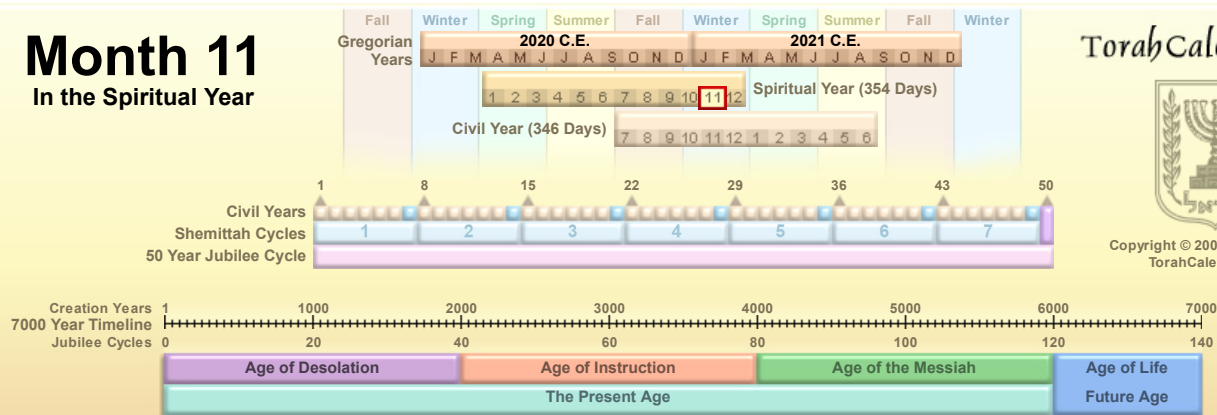 Fall Winter Spring Summer Fall Winter Spring Summer Fall Winter
Month 11
In the Spiritual Year
Gregorian Years
2020 C.E. 2021 C.E.
J F M A M J J A S O N D J F M A M J J A S O N D
1 2 3 4 5 6 7 8 9 10 11 12 Spiritual Year (354 Days)
Civil Year (346 Days) 7 8 9 10 11 12 1 2 3 4 5 6
TorahCale
1 8 15 22 29 36 43 50
Civil Years
Shemittah Cycles 1 2 3 4 5 6 7
50 Year Jubilee Cycle
Copyright © 200
TorahCale
Creation Years 1 1000 2000 3000 4000 5000 6000 7000
7000 Year Timeline
Jubilee Cycles 0 20 40 60 80 100 120 140
Age of Desolation Age of Instruction Age of the Messiah Age of Life
The Present Age Future Age